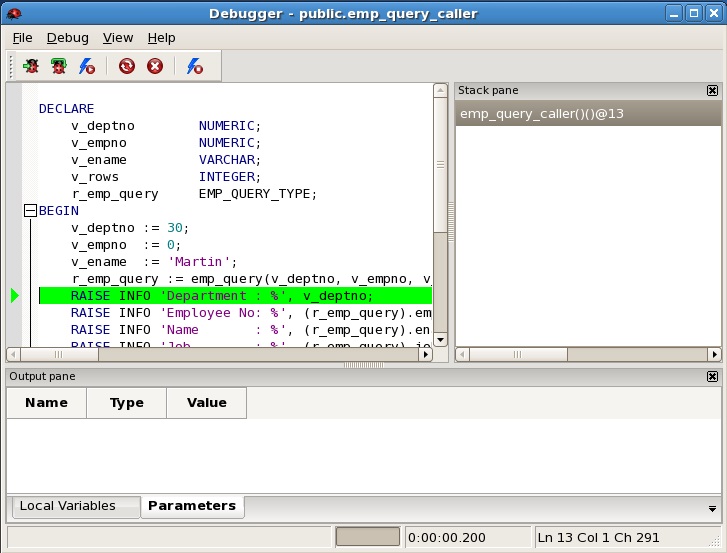 Debugger - public.emp_query_caller
File Debug View Help
DECLARE
v_deptno NUMERIC;
v_empno NUMERIC;
v_ename VARCHAR;
v_rows INTEGER;
r_emp_query EMP_QUERY_TYPE;
BEGIN
v_deptno := 30;
v_empno := 0;
v_ename := 'Martin';
r_emp_query := emp_query(v_deptno, v_empno, v
RAISE INFO 'Department : %', v_deptno;
RAISE INFO 'Employee No: %', (r_emp_query).em
RAISE INFO 'Name : %', (r_emp_query).en
RAISE INFO 'Job : %', (r_emp_query).jo
Stack pane
emp_query_caller()()@13
Output pane
Name Type Value
Local Variables Parameters
0:00:00.200 Ln 13 Col 1 Ch 291